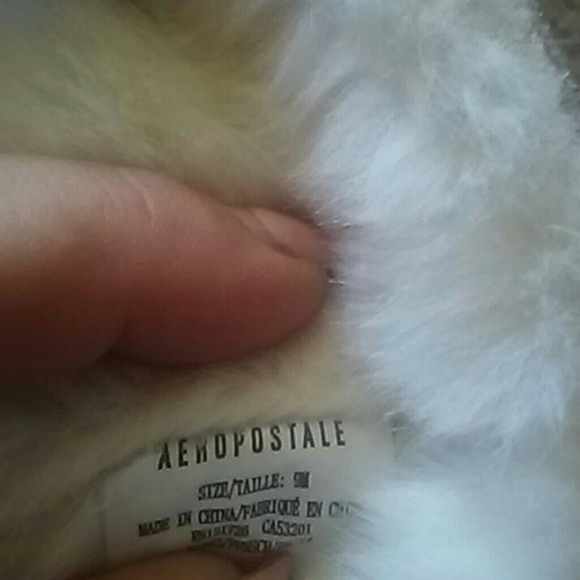 AEROPOSTALE
SIZE/TAILLE: 9M
MADE IN CHINA/FABRIQUÉ EN
CA53201